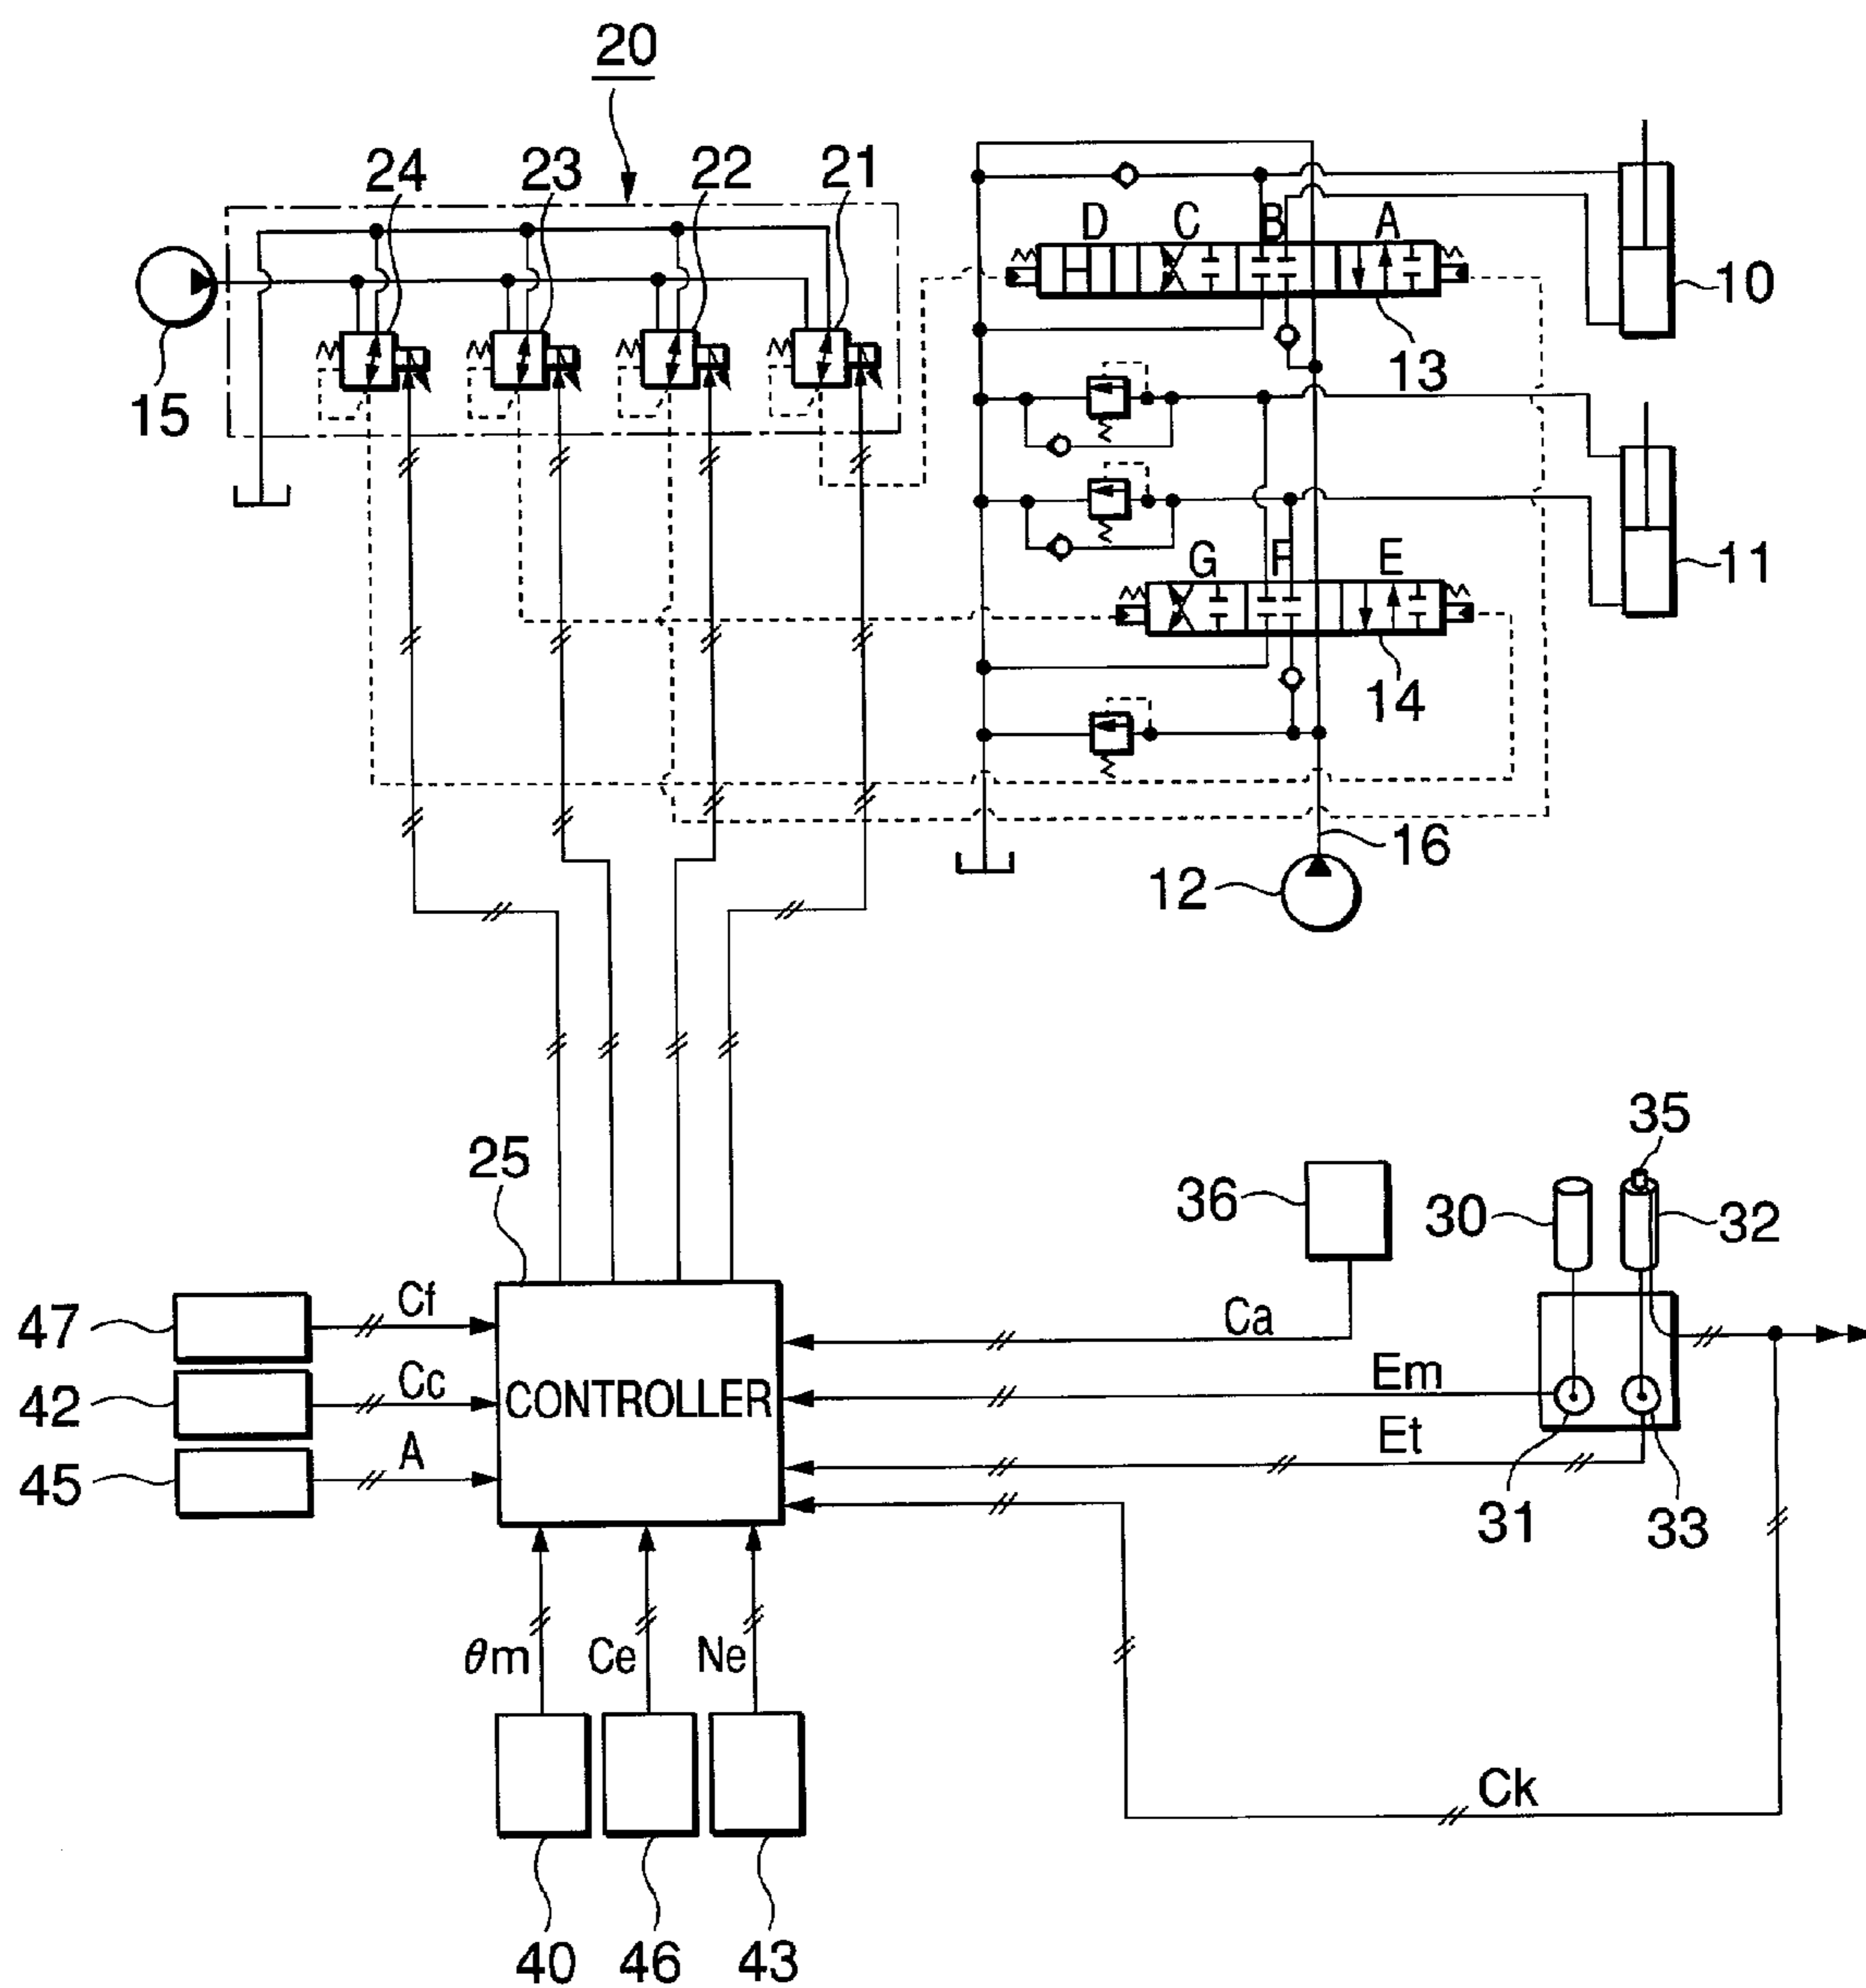 20
24 23 22 21
D C B A
10
15
13
G F E
11
14
16
12
35
25
36 30 32
47 Cf
Ca
42 Cc
CONTROLLER
Em
45 A
Et
31 33
θm Ce Ne
Ck
40 46 43